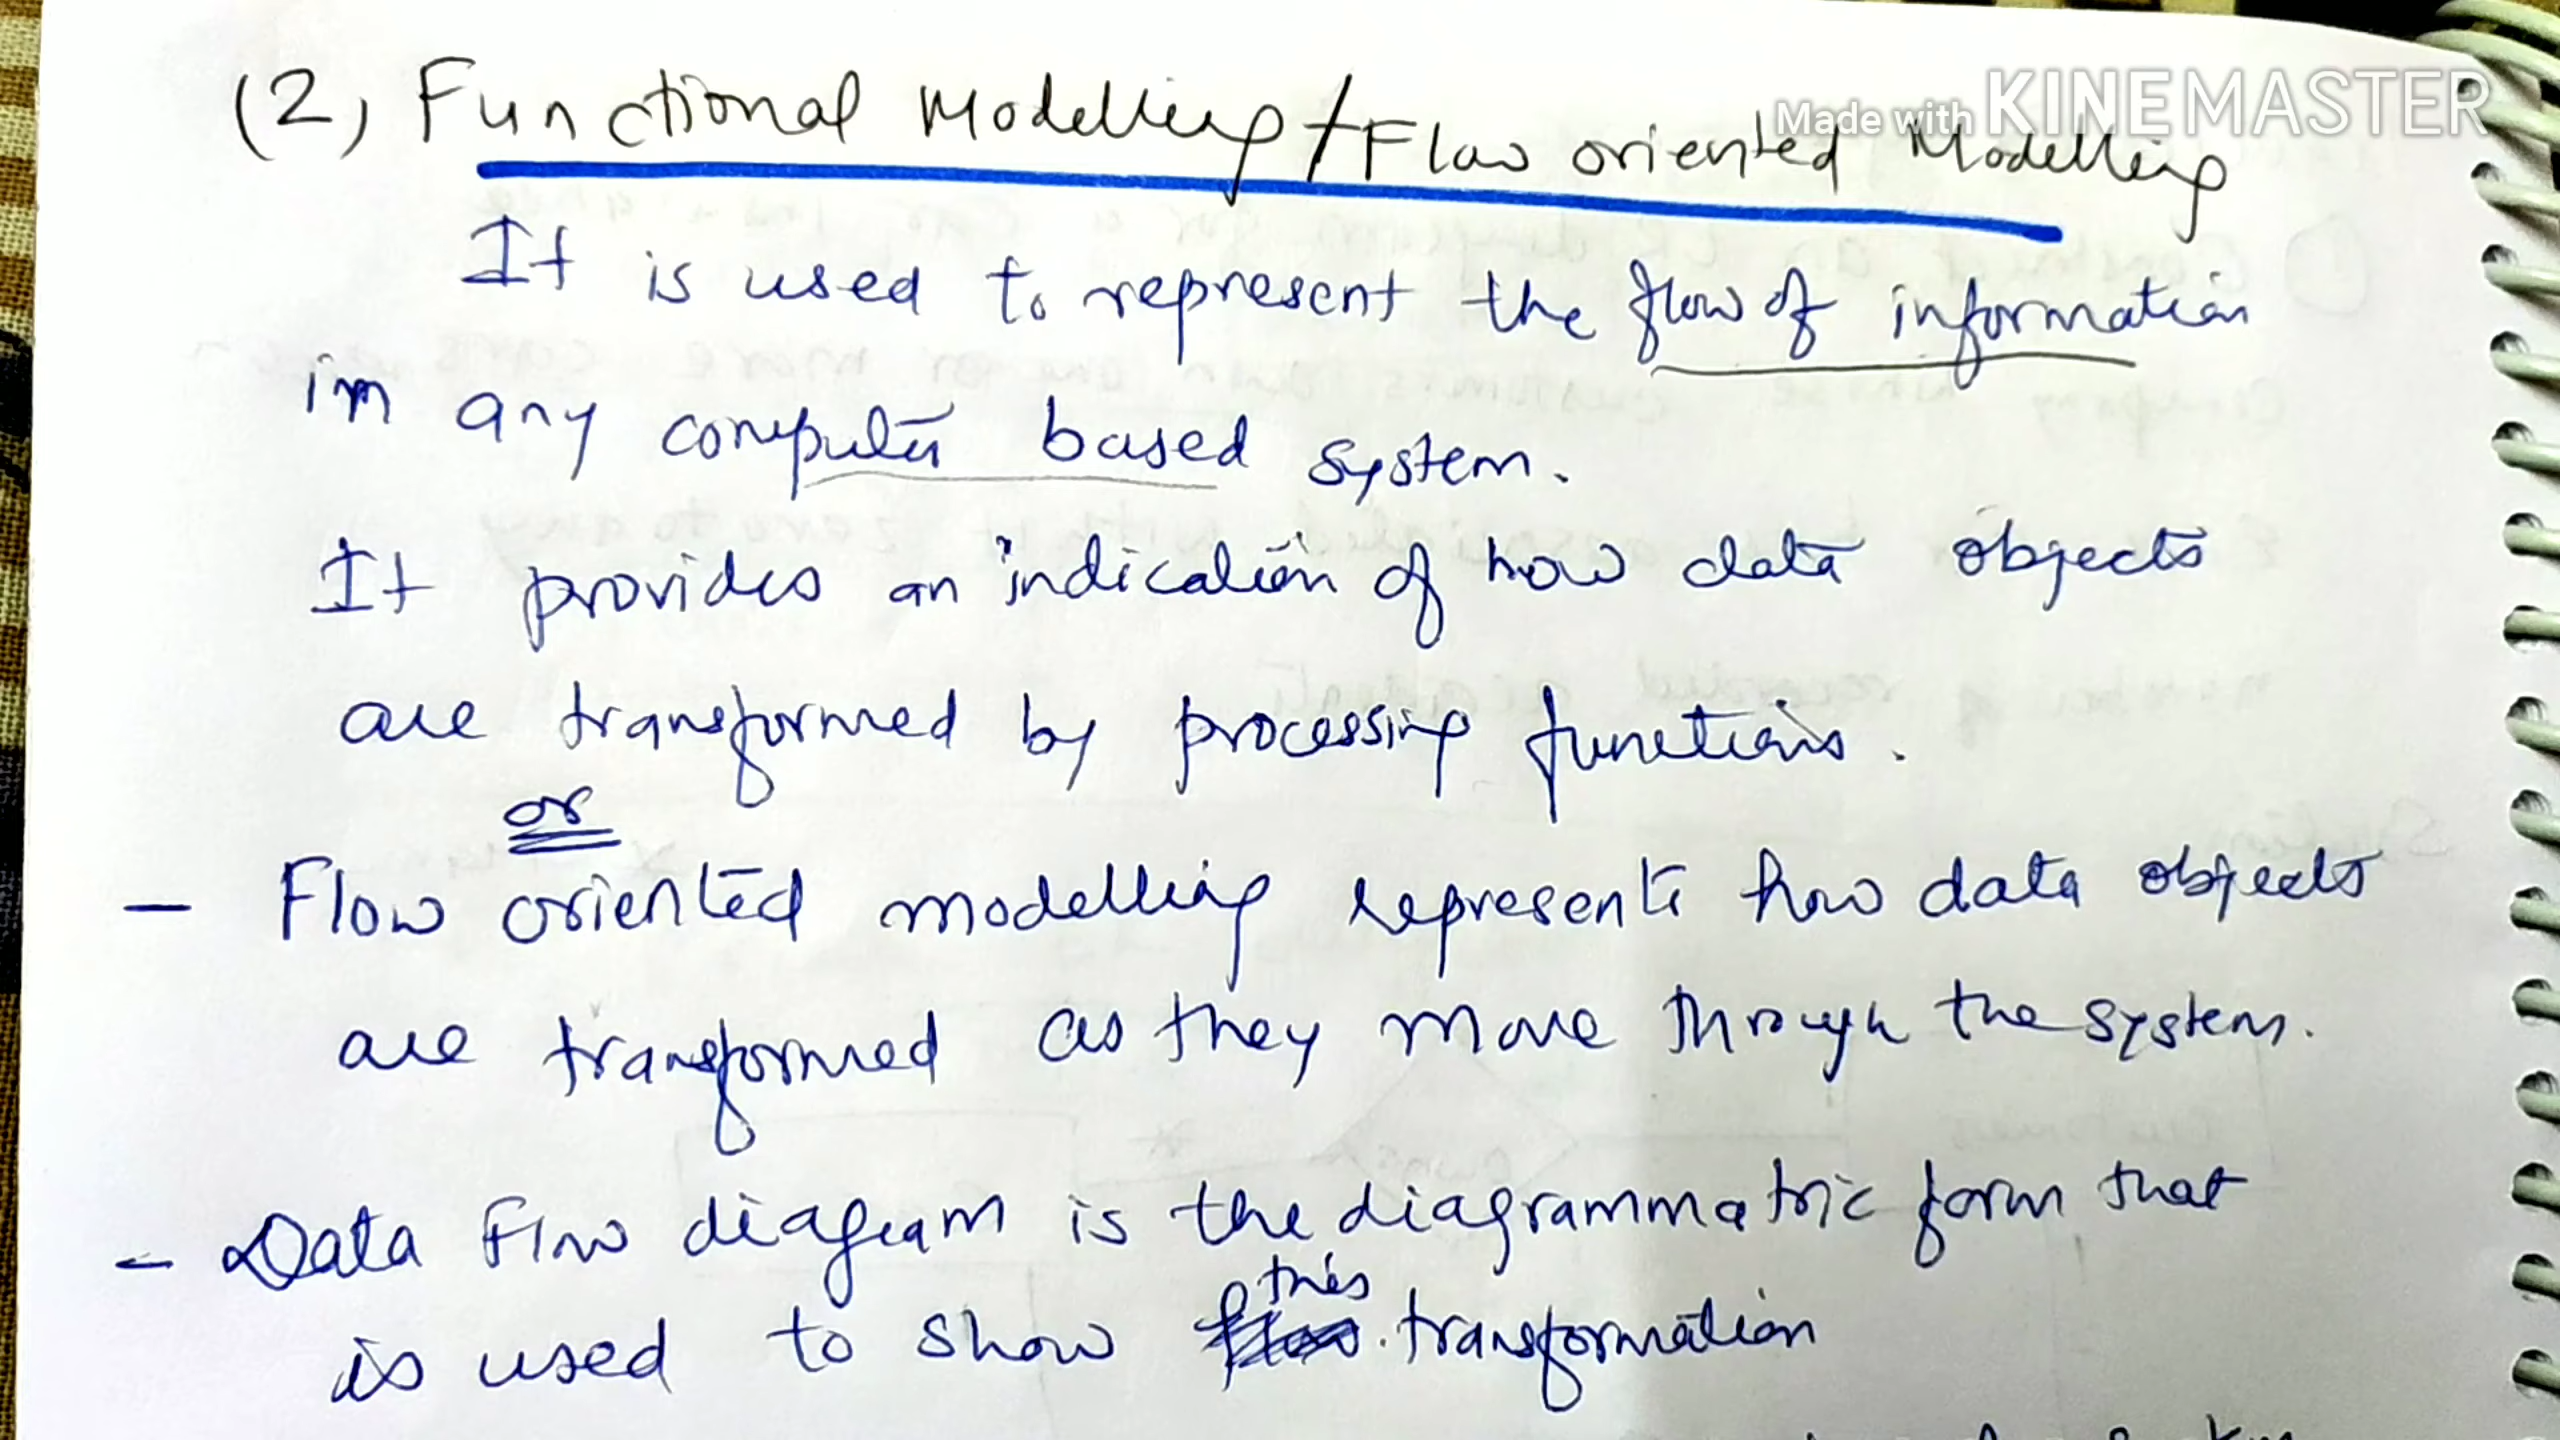 Made with KINEMASTER
(2) Functional Modelling / Flow oriented Modelling
It is used to represent the flow of information
in any computer based system.
It provides an indication of how data objects
are transformed by processing functions.
or
- Flow oriented modelling represents how data objects
are transformed as they move through the system.
- Data Flow diagram is the diagrammatric form that
this
is used to show transformation